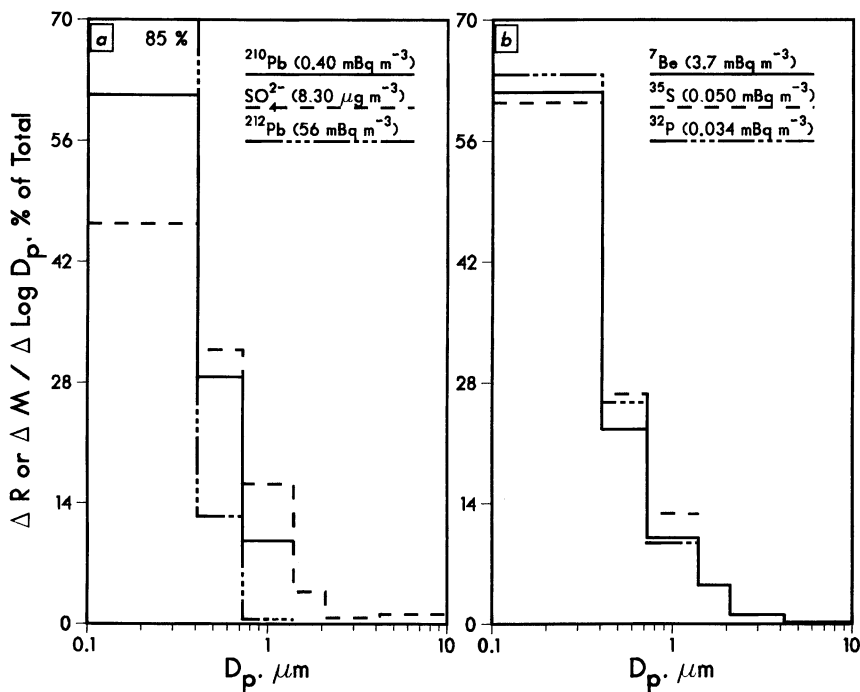 Δ R or Δ M / Δ Log Dp. % of Total
a
85 %
²¹⁰Pb (0.40 mBq m⁻³)
SO₄²⁻ (8.30 μg m⁻³)
²¹²Pb (56 mBq m⁻³)
70
56
42
28
14
0
0.1
1
10
Dp. μm
b
⁷Be (3.7 mBq m⁻³)
³⁵S (0.050 mBq m⁻³)
³²P (0.034 mBq m⁻³)
70
56
42
28
14
0
0.1
1
10
Dp. μm